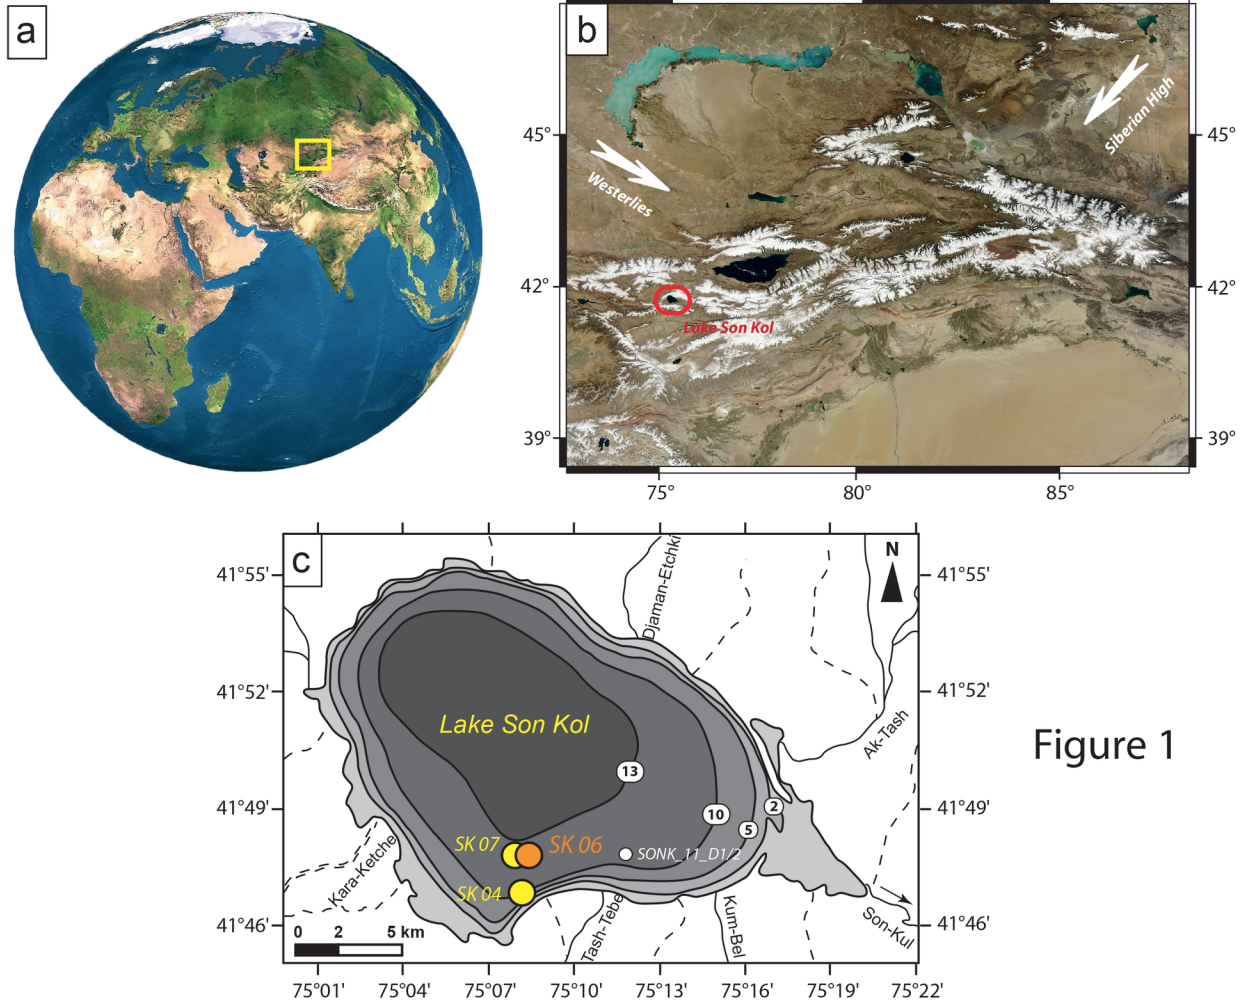 a
b
Siberian High
Westerlies
Lake Son Kol
45°
45°
42°
42°
39°
39°
75°
80°
85°
c
N
41°55'
41°55'
Djaman-Etchki
41°52'
41°52'
Lake Son Kol
Ak-Tash
13
41°49'
41°49'
10
5
2
SK 07
SK 06
SONK_11_D1/2
Kara-Ketche
SK 04
Tash-Tebe
Kum-Bel
Son-Kul
41°46'
41°46'
0 2 5 km
75°01' 75°04' 75°07' 75°10' 75°13' 75°16' 75°19' 75°22'
Figure 1